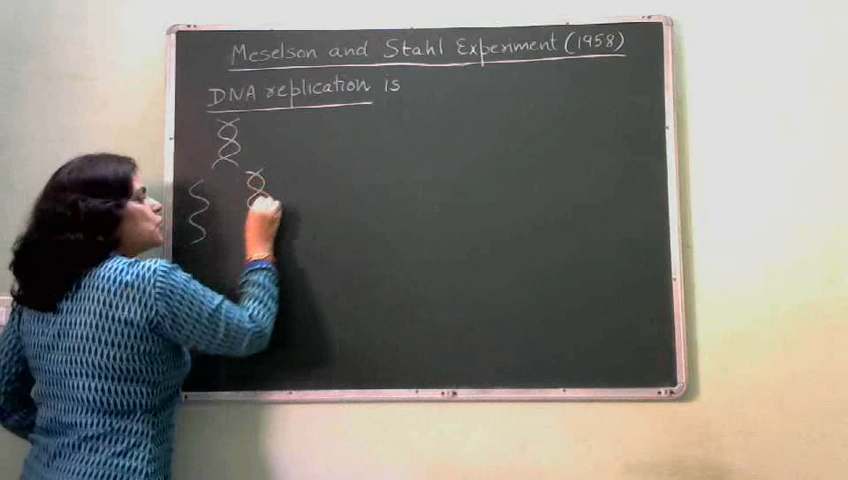 Meselson and Stahl Experiment (1958)
DNA replication is